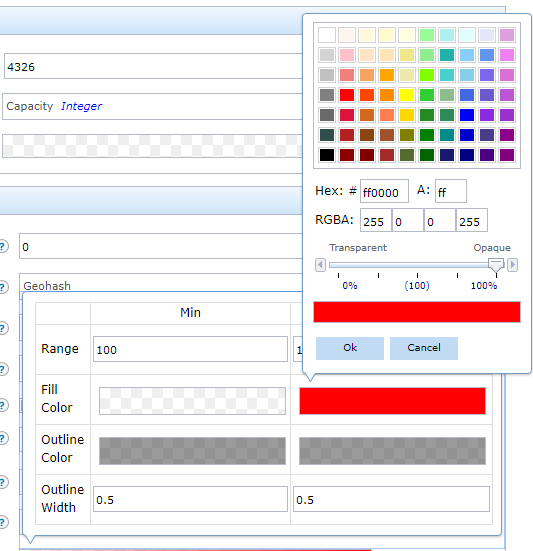 4326
Capacity Integer
Hex: # ff0000 A: ff
RGBA: 255 0 0 255
? 0
Transparent Opaque
? Geohash
0% (100) 100%
Min
?
Range 100 1
Ok Cancel
?
Fill
Color
?
Outline
Color
?
Outline
Width 0.5 0.5
?
?